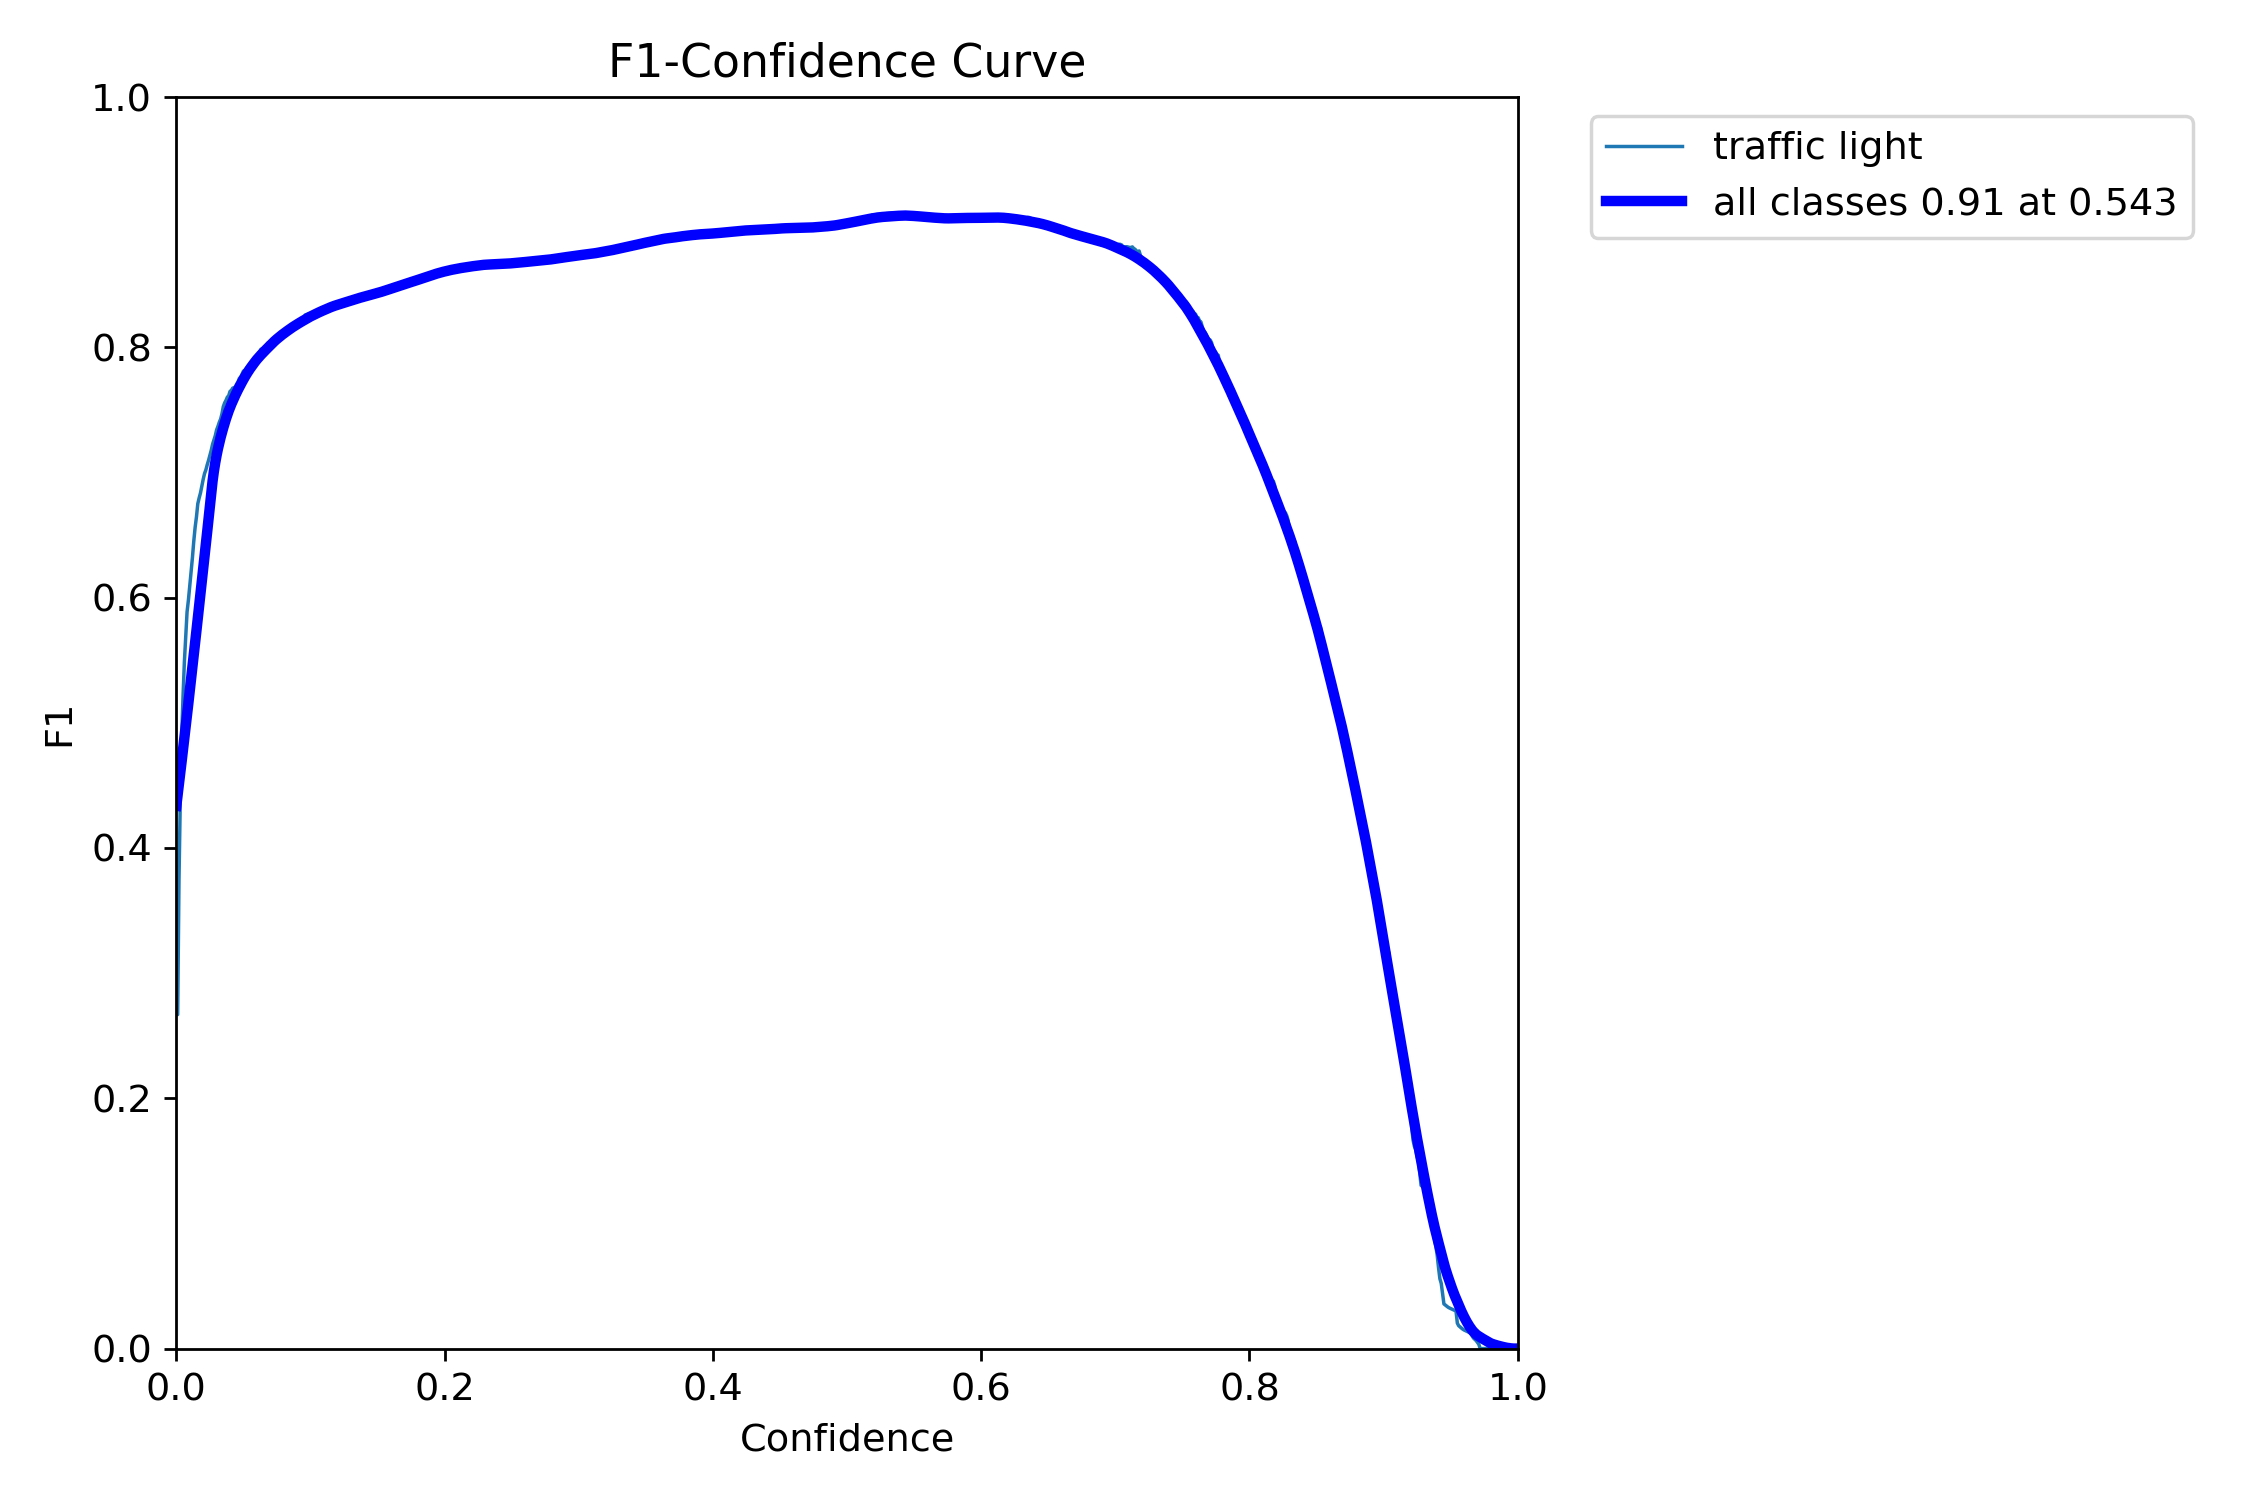 F1-Confidence Curve
1.0
0.8
0.6
0.4
0.2
0.0
F1
0.0 0.2 0.4 0.6 0.8 1.0
Confidence
traffic light
all classes 0.91 at 0.543